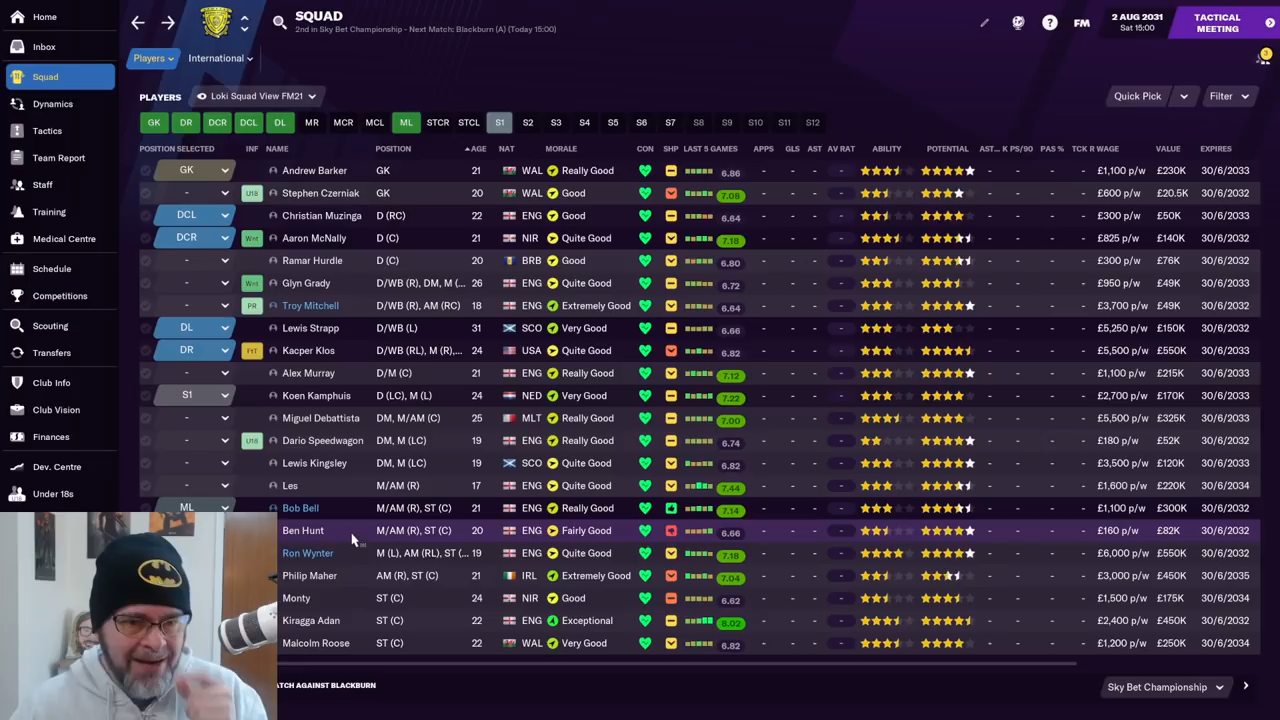 Home
SQUAD
2nd in Sky Bet Championship - Next Match: Blackburn (A) (Today 15:00)
FM
2 AUG 2031
Sat 15:00
TACTICAL
MEETING
Inbox
Players
International
3
Squad
PLAYERS
Loki Squad View FM21
Quick Pick
Filter
Dynamics
GK DR DCR DCL DL MR MCR MCL ML STCR STCL S1 S2 S3 S4 S5 S6 S7 S8 S9 S10 S11 S12
Tactics
POSITION SELECTED INF NAME POSITION AGE NAT MORALE CON SHP LAST 5 GAMES APPS GLS AST AV RAT ABILITY POTENTIAL AST... K PS/90 PAS % TCK R WAGE VALUE EXPIRES
Team Report
GK Andrew Barker GK 21 WAL Really Good 6.86 - - - - - - - - £1,100 p/w £230K 30/6/2033
Staff
- U18 Stephen Czerniak GK 20 WAL Good 7.08 - - - - - - - - £600 p/w £0.5K 30/6/2033
Training
DCL Christian Muzinga D (RC) 22 ENG Good 6.64 - - - - - - - - £300 p/w £50K 30/6/2033
Medical Centre
DCR Wnt Aaron McNally D (C) 21 NIR Quite Good 7.18 - - - - - - - - £825 p/w £140K 30/6/2032
- Ramar Hurdle D (C) 20 BRB Good 6.80 - - - - - - - - £300 p/w £76K 30/6/2032
Schedule
- Wnt Glyn Grady D/WB (R), DM, M (... 26 ENG Quite Good 6.72 - - - - - - - - £950 p/w £49K 30/6/2033
Competitions
- PR Troy Mitchell D/WB (R), AM (RC) 18 ENG Extremely Good 6.64 - - - - - - - - £3,700 p/w £49K 30/6/2033
Scouting
DL Lewis Strapp D/WB (L) 31 SCO Very Good 6.66 - - - - - - - - £5,250 p/w £150K 30/6/2033
Transfers
DR FtT Kacper Klos D/WB (RL), M (R),... 24 USA Quite Good 6.82 - - - - - - - - £5,500 p/w £550K 30/6/2033
- Alex Murray D/M (C) 21 ENG Really Good 7.12 - - - - - - - - £1,100 p/w £215K 30/6/2033
Club Info
S1 Koen Kamphuis D (LC), M (L) 24 NED Very Good 7.22 - - - - - - - - £2,700 p/w £170K 30/6/2033
Club Vision
- Miguel Debattista DM, M/AM (C) 25 MLT Really Good 7.00 - - - - - - - - £5,500 p/w £325K 30/6/2033
Finances
- U18 Dario Speedwagon DM, M (LC) 19 ENG Really Good 6.74 - - - - - - - - £180 p/w £52K 30/6/2032
Dev. Centre
- Lewis Kingsley DM, M (LC) 19 SCO Quite Good 6.82 - - - - - - - - £3,500 p/w £120K 30/6/2033
Under 18s
- Les M/AM (R) 17 ENG Quite Good 7.44 - - - - - - - - £1,600 p/w £220K 30/6/2034
ML Bob Bell M/AM (R), ST (C) 21 ENG Really Good 7.14 - - - - - - - - £1,100 p/w £300K 30/6/2032
Ben Hunt M/AM (R), ST (C) 20 ENG Fairly Good 6.66 - - - - - - - - £160 p/w £82K 30/6/2032
Ron Wynter M (L), AM (RL), ST (... 19 ENG Quite Good 7.18 - - - - - - - - £6,000 p/w £550K 30/6/2033
Philip Maher AM (R), ST (C) 21 IRL Extremely Good 7.04 - - - - - - - - £3,000 p/w £450K 30/6/2035
Monty ST (C) 24 NIR Good 6.62 - - - - - - - - £1,500 p/w £175K 30/6/2034
Kiragga Adan ST (C) 22 ENG Exceptional 8.02 - - - - - - - - £2,400 p/w £450K 30/6/2033
Malcolm Roose ST (C) 22 WAL Very Good 6.82 - - - - - - - - £1,200 p/w £250K 30/6/2034
ATCH AGAINST BLACKBURN
Sky Bet Championship